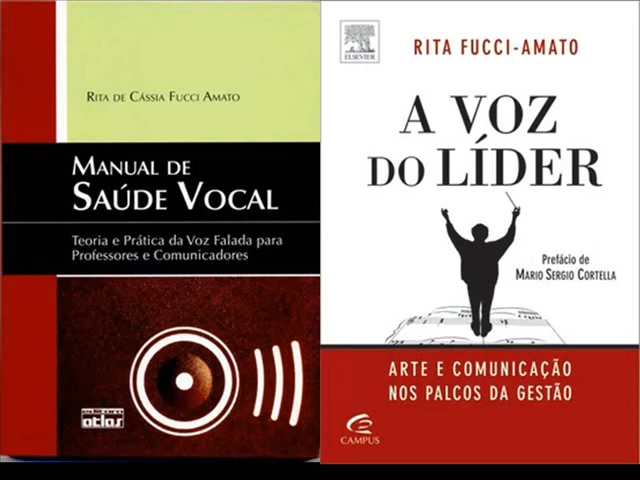 RITA DE CÁSSIA FUCCI AMATO
MANUAL DE
SAÚDE VOCAL
Teoria e Prática da Voz Falada para
Professores e Comunicadores
atlas
ELSEVIER
RITA FUCCI-AMATO
A VOZ
DO LÍDER
Prefácio de
MARIO SERGIO CORTELLA
ARTE E COMUNICAÇÃO
NOS PALCOS DA GESTÃO
CAMPUS